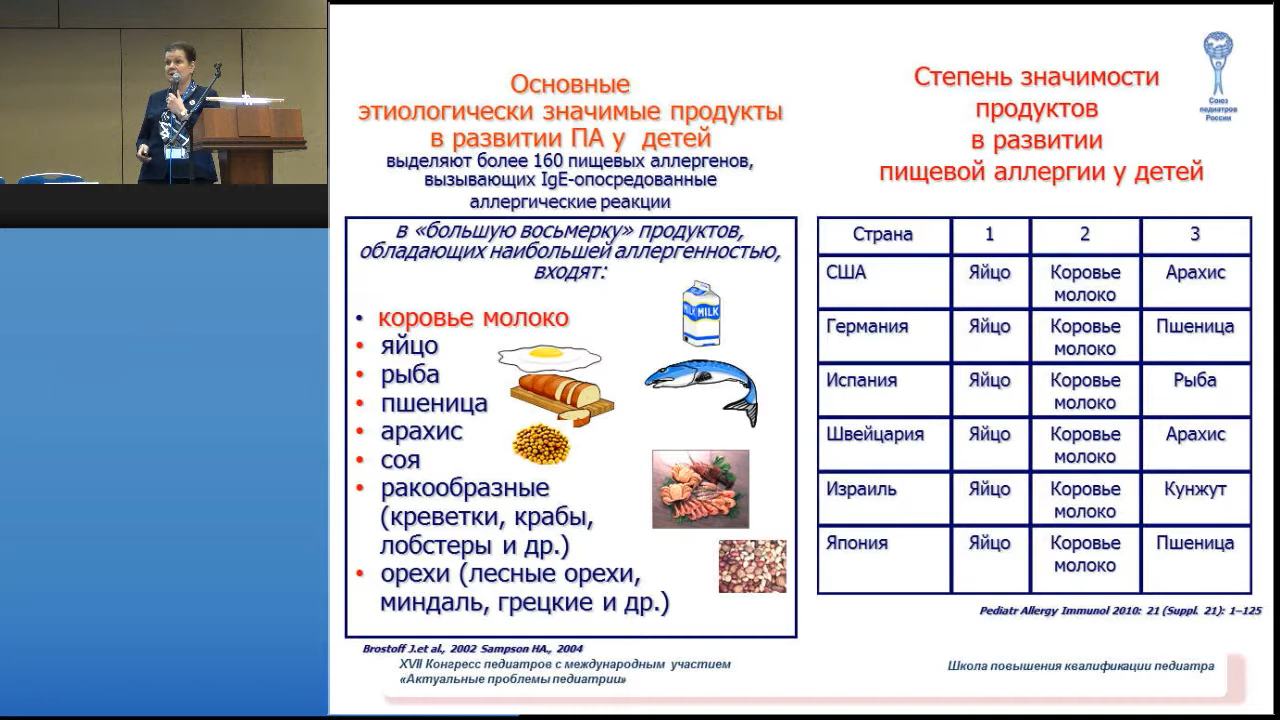 Основные
этиологически значимые продукты
в развитии ПА у детей
выделяют более 160 пищевых аллергенов,
вызывающих IgE-опосредованные
аллергические реакции
в «большую восьмерку» продуктов,
обладающих наибольшей аллергенностью,
входят:
• коровье молоко
• яйцо
• рыба
• пшеница
• арахис
• соя
• ракообразные
(креветки, крабы,
лобстеры и др.)
• орехи (лесные орехи,
миндаль, грецкие и др.)
MILK MILK
Brostoff J.et al., 2002 Sampson HA., 2004
Степень значимости
продуктов
в развитии
пищевой аллергии у детей
Союз
педиатров
России
Страна 1 2 3
США Яйцо Коровье молоко Арахис
Германия Яйцо Коровье молоко Пшеница
Испания Яйцо Коровье молоко Рыба
Швейцария Яйцо Коровье молоко Арахис
Израиль Яйцо Коровье молоко Кунжут
Япония Яйцо Коровье молоко Пшеница
Pediatr Allergy Immunol 2010: 21 (Suppl. 21): 1–125
XVII Конгресс педиатров с международным участием
«Актуальные проблемы педиатрии»
Школа повышения квалификации педиатра